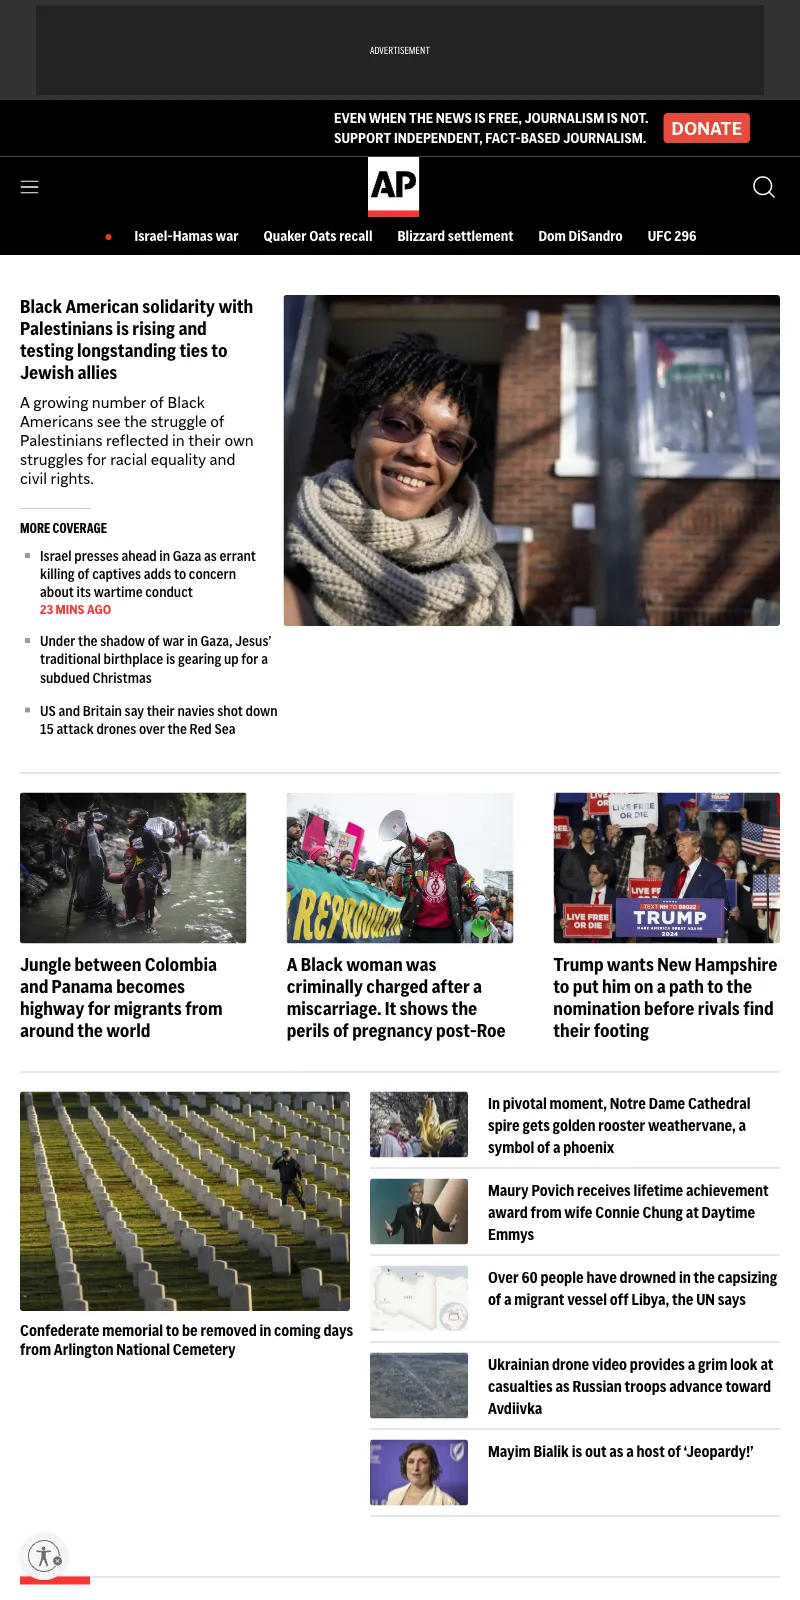 ADVERTISEMENT
EVEN WHEN THE NEWS IS FREE, JOURNALISM IS NOT.
SUPPORT INDEPENDENT, FACT-BASED JOURNALISM.
DONATE
AP
Israel-Hamas war
Quaker Oats recall
Blizzard settlement
Dom DiSandro
UFC 296
Black American solidarity with
Palestinians is rising and
testing longstanding ties to
Jewish allies
A growing number of Black
Americans see the struggle of
Palestinians reflected in their own
struggles for racial equality and
civil rights.
MORE COVERAGE
Israel presses ahead in Gaza as errant
killing of captives adds to concern
about its wartime conduct
23 MINS AGO
Under the shadow of war in Gaza, Jesus’
traditional birthplace is gearing up for a
subdued Christmas
US and Britain say their navies shot down
15 attack drones over the Red Sea
Jungle between Colombia
and Panama becomes
highway for migrants from
around the world
REPRODUCT
A Black woman was
criminally charged after a
miscarriage. It shows the
perils of pregnancy post-Roe
LIVE FREE
OR DIE
LIVE FREE
OR DIE
LIVE FREE
OR DIE
TEXT NH TO 88022
TRUMP
MAKE AMERICA GREAT AGAIN
2024
Trump wants New Hampshire
to put him on a path to the
nomination before rivals find
their footing
Confederate memorial to be removed in coming days
from Arlington National Cemetery
In pivotal moment, Notre Dame Cathedral
spire gets golden rooster weathervane, a
symbol of a phoenix
Maury Povich receives lifetime achievement
award from wife Connie Chung at Daytime
Emmys
Over 60 people have drowned in the capsizing
of a migrant vessel off Libya, the UN says
Ukrainian drone video provides a grim look at
casualties as Russian troops advance toward
Avdiivka
Mayim Bialik is out as a host of ‘Jeopardy!’